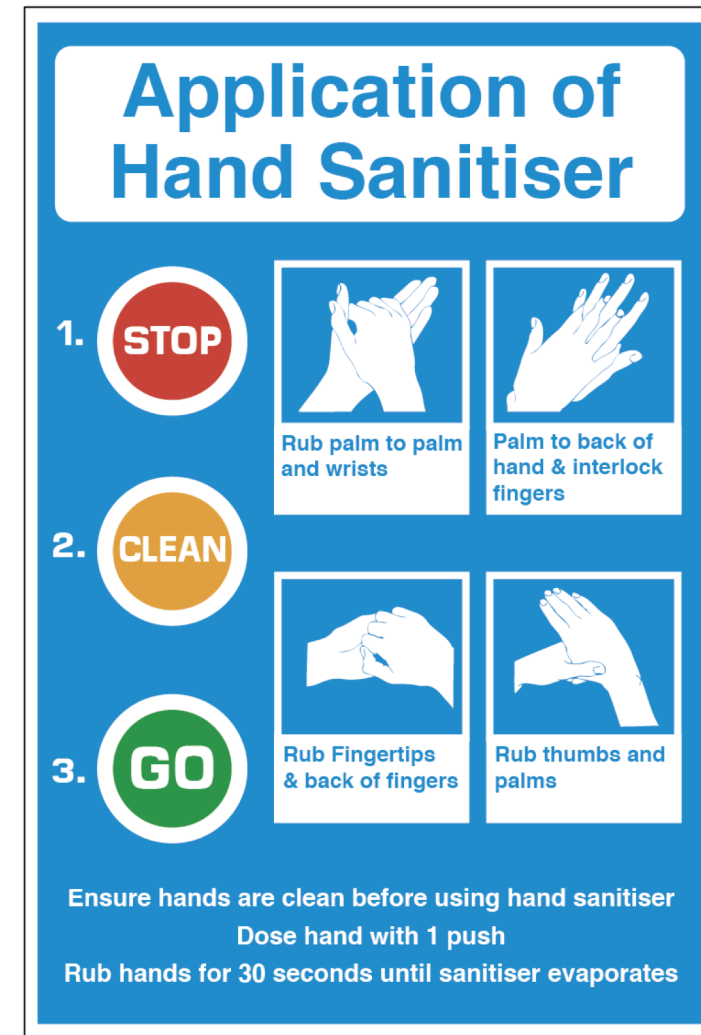 Application of
Hand Sanitiser
1. STOP
Rub palm to palm
and wrists
Palm to back of
hand & interlock
fingers
2. CLEAN
3. GO
Rub Fingertips
& back of fingers
Rub thumbs and
palms
Ensure hands are clean before using hand sanitiser
Dose hand with 1 push
Rub hands for 30 seconds until sanitiser evaporates